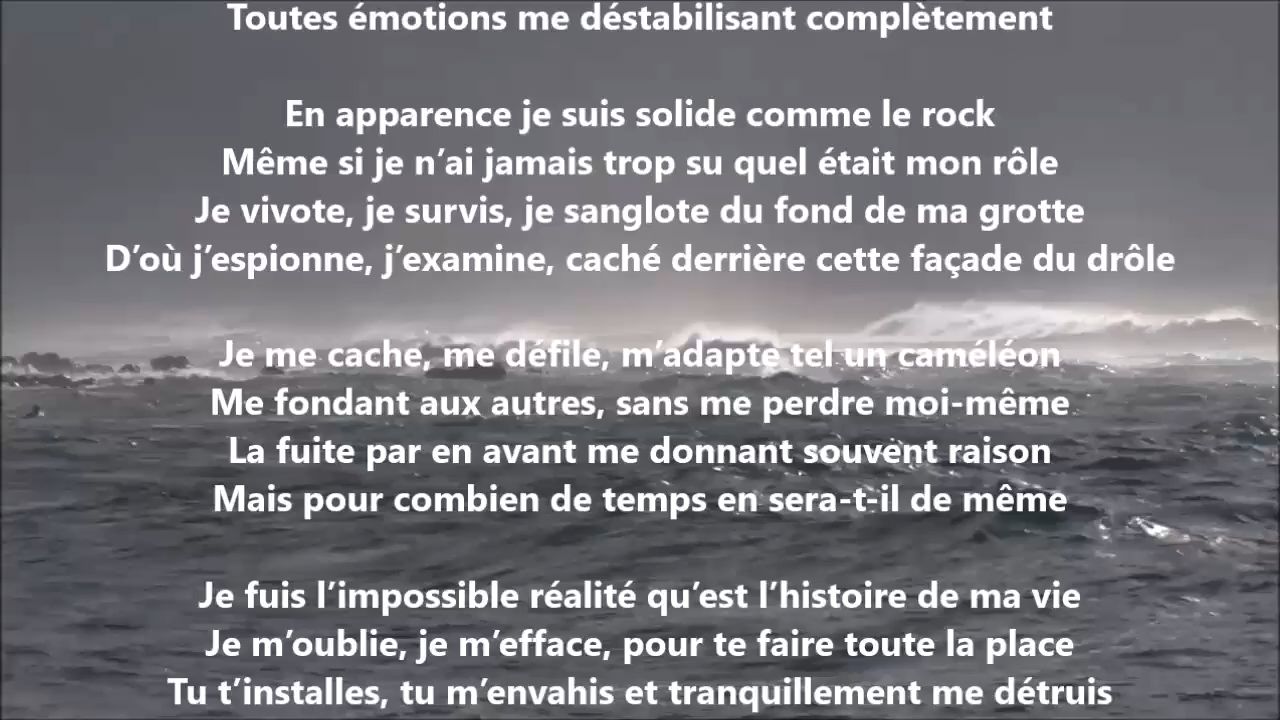 Toutes émotions me déstabilisant complètement
En apparence je suis solide comme le rock
Même si je n’ai jamais trop su quel était mon rôle
Je vivote, je survis, je sanglote du fond de ma grotte
D’où j’espionne, j’examine, caché derrière cette façade du drôle
Je me cache, me défile, m’adapte tel un caméléon
Me fondant aux autres, sans me perdre moi-même
La fuite par en avant me donnant souvent raison
Mais pour combien de temps en sera-t-il de même
Je fuis l’impossible réalité qu’est l’histoire de ma vie
Je m’oublie, je m’efface, pour te faire toute la place
Tu t’installes, tu m’envahis et tranquillement me détruis